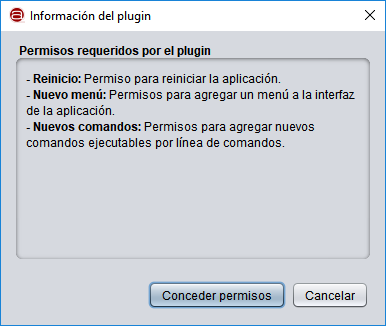 Información del plugin
Permisos requeridos por el plugin
- Reinicio: Permiso para reiniciar la aplicación.
- Nuevo menú: Permisos para agregar un menú a la interfaz
de la aplicación.
- Nuevos comandos: Permisos para agregar nuevos
comandos ejecutables por línea de comandos.
Conceder permisos Cancelar